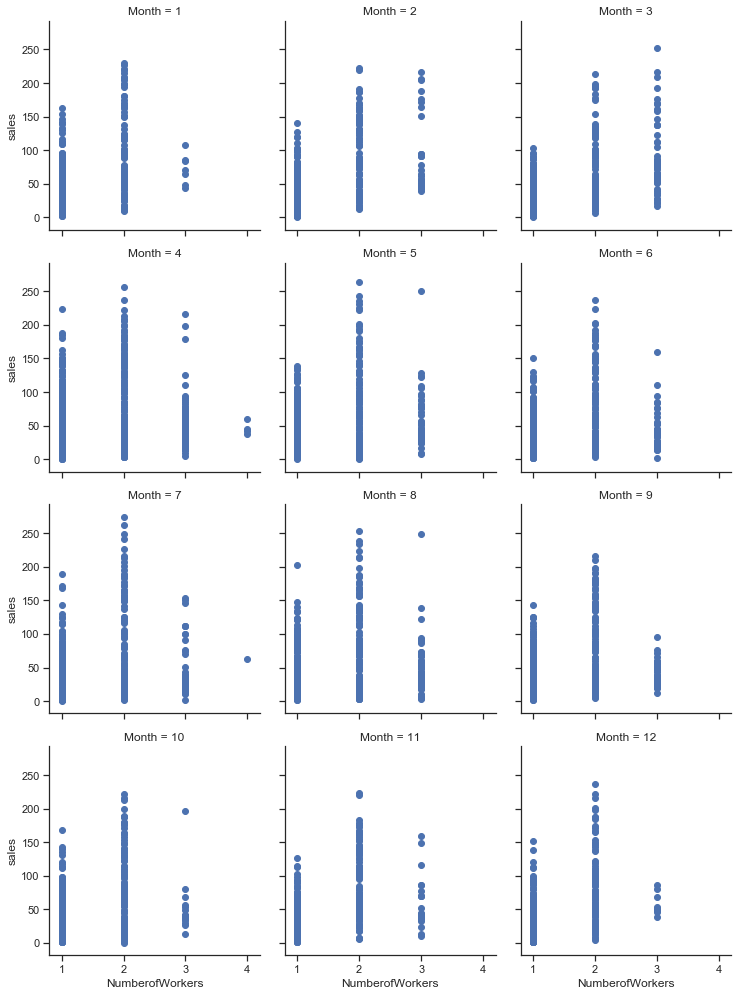 Month = 1
Month = 2
Month = 3
250
200
150
100
50
0
sales
Month = 4
Month = 5
Month = 6
250
200
150
100
50
0
sales
Month = 7
Month = 8
Month = 9
250
200
150
100
50
0
sales
Month = 10
Month = 11
Month = 12
250
200
150
100
50
0
sales
1 2 3 4
1 2 3 4
1 2 3 4
NumberofWorkers
NumberofWorkers
NumberofWorkers